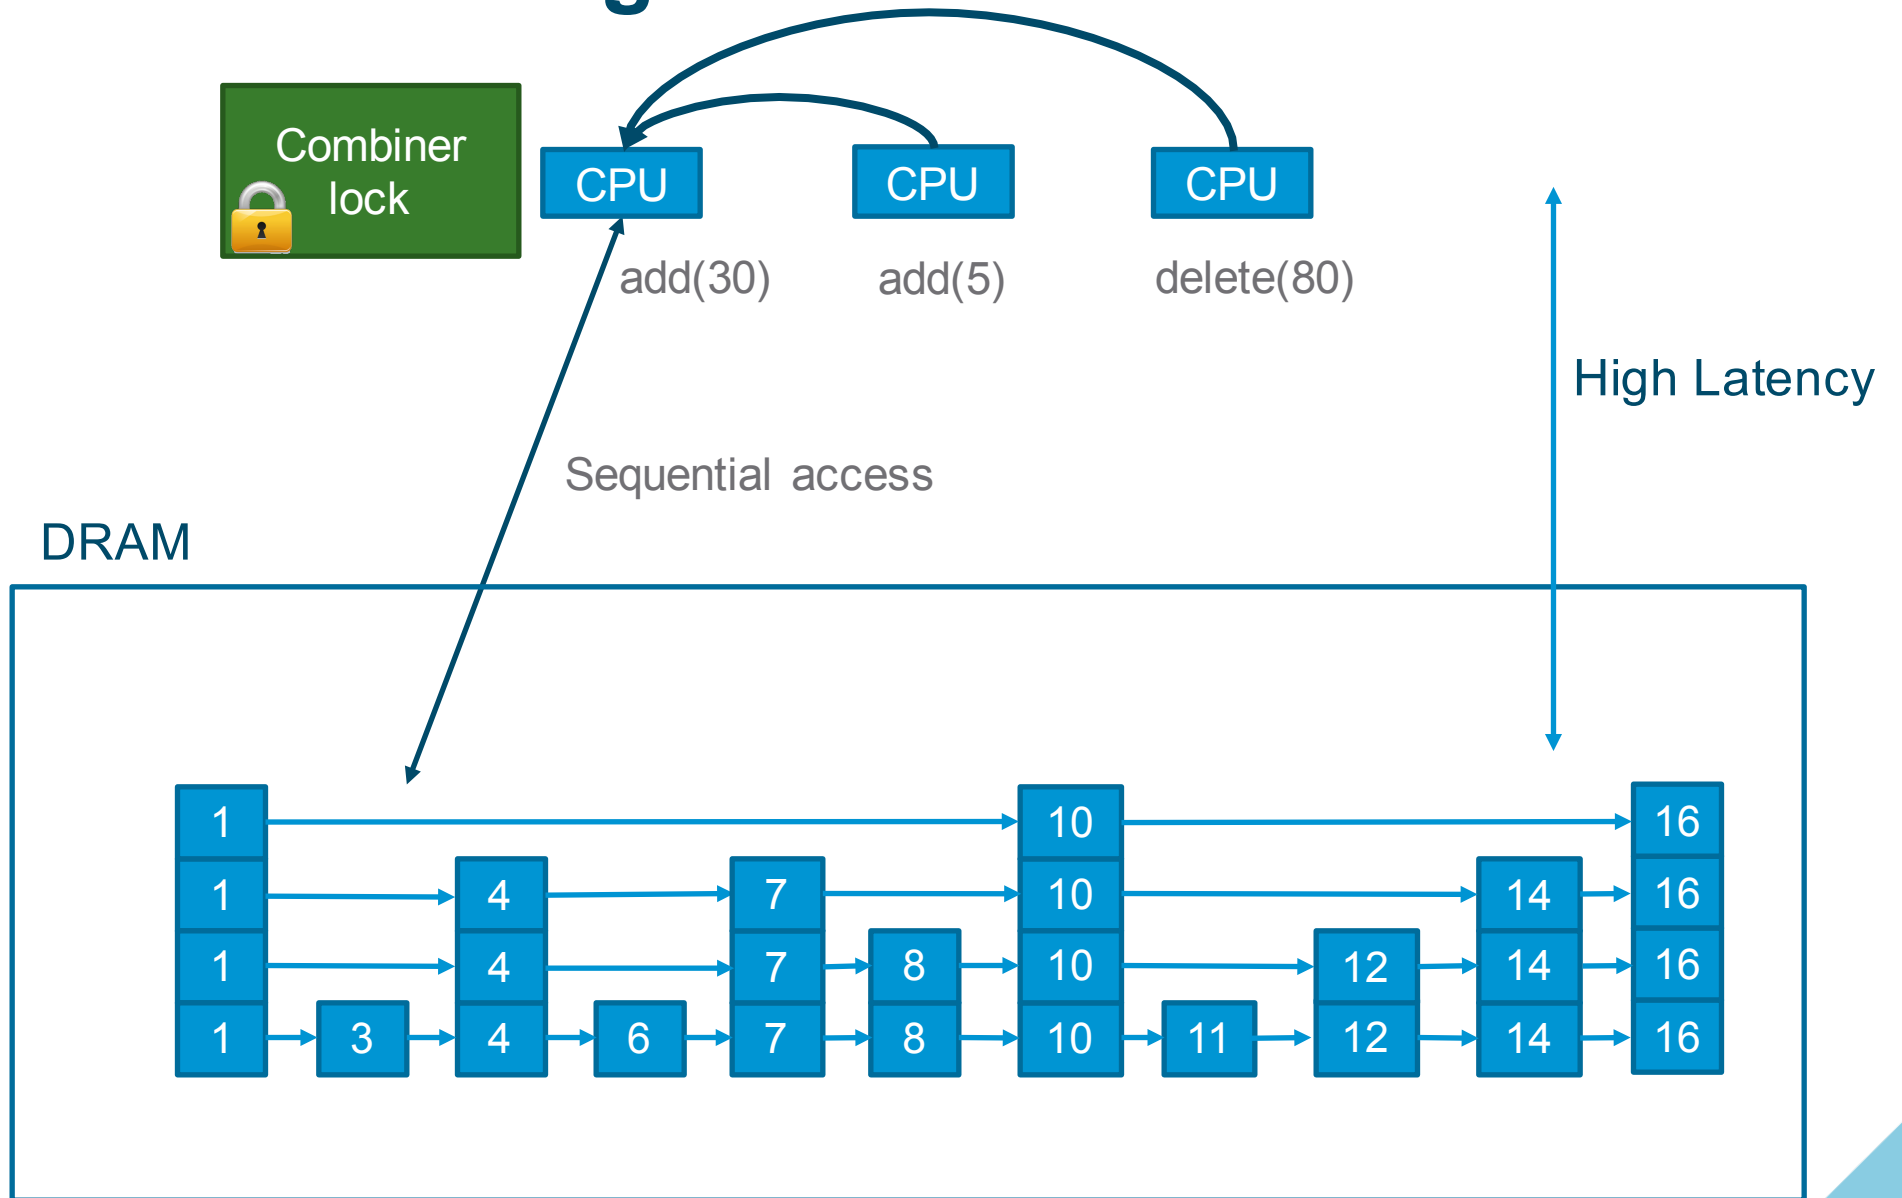 Combiner
lock
CPU
CPU
CPU
add(30)
add(5)
delete(80)
High Latency
Sequential access
DRAM
1 10 16
1 4 7 10 14 16
1 4 7 8 10 12 14 16
1 3 4 6 7 8 10 11 12 14 16